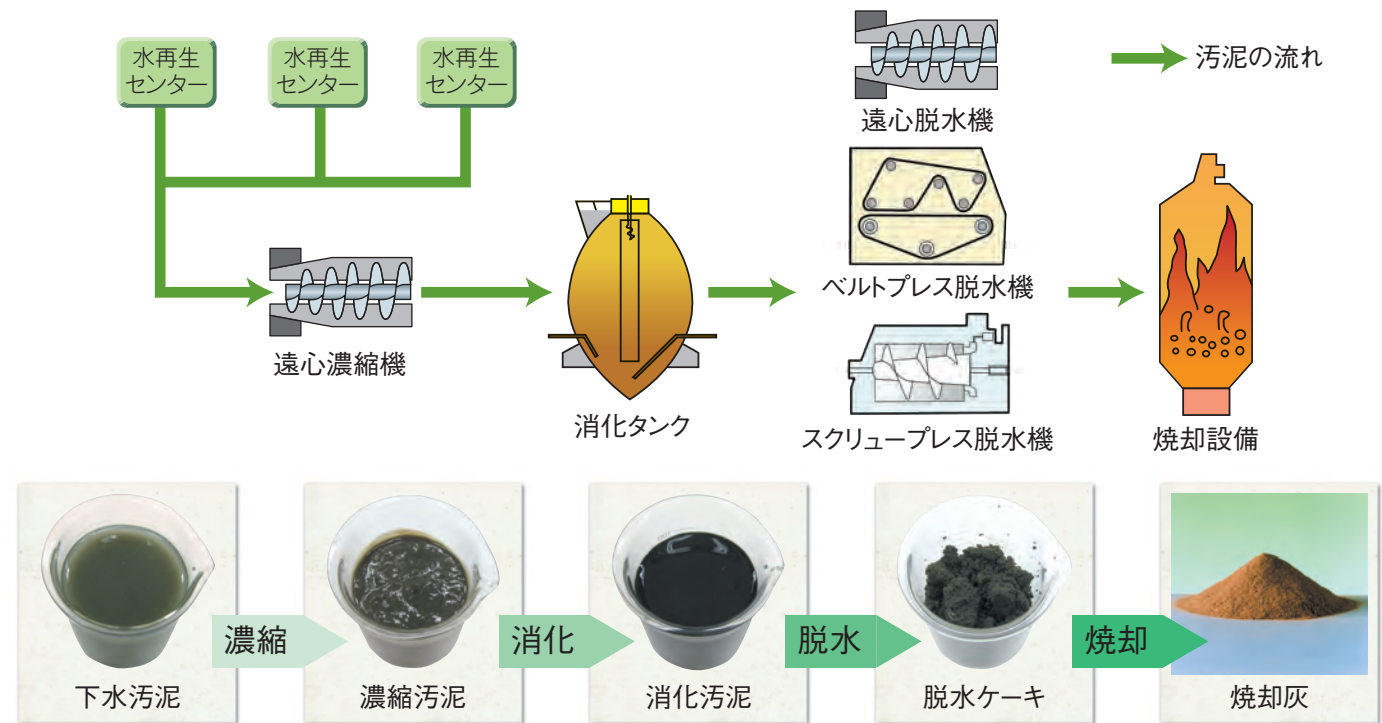 水再生
センター
水再生
センター
水再生
センター
遠心脱水機
汚泥の流れ
ベルトプレス脱水機
遠心濃縮機
消化タンク
スクリュープレス脱水機
焼却設備
濃縮
消化
脱水
焼却
下水汚泥
濃縮汚泥
消化汚泥
脱水ケーキ
焼却灰